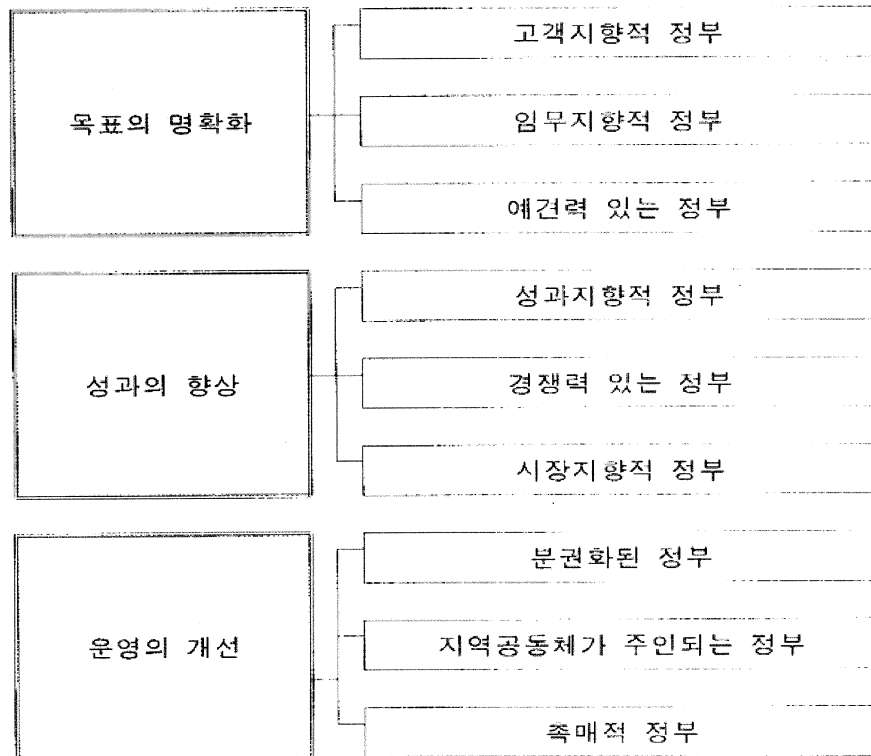 목표의 명확화
고객지향적 정부
임무지향적 정부
예견력 있는 정부
성과의 향상
성과지향적 정부
경쟁력 있는 정부
시장지향적 정부
운영의 개선
분권화된 정부
지역공동체가 주인되는 정부
촉매적 정부